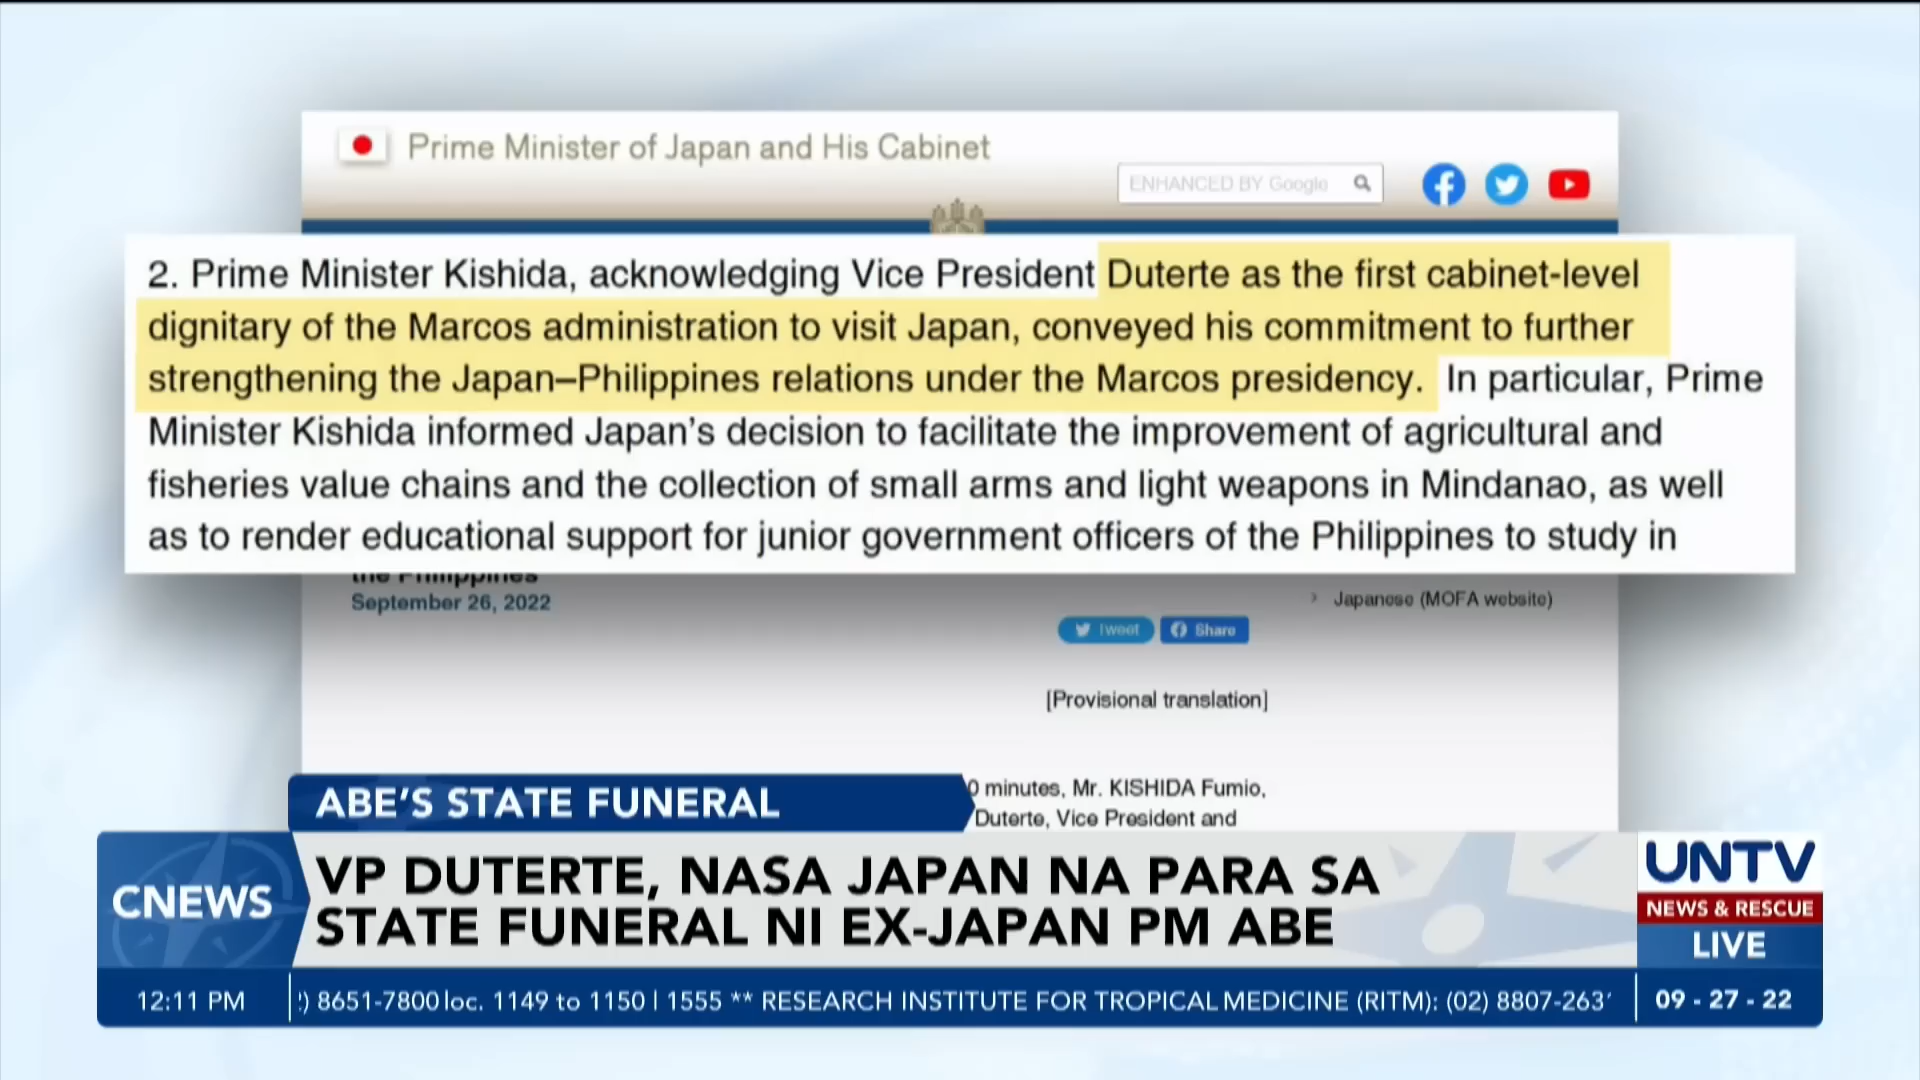 Prime Minister of Japan and His Cabinet
ENHANCED BY Google
2. Prime Minister Kishida, acknowledging Vice President Duterte as the first cabinet-level
dignitary of the Marcos administration to visit Japan, conveyed his commitment to further
strengthening the Japan–Philippines relations under the Marcos presidency. In particular, Prime
Minister Kishida informed Japan's decision to facilitate the improvement of agricultural and
fisheries value chains and the collection of small arms and light weapons in Mindanao, as well
as to render educational support for junior government officers of the Philippines to study in
the Philippines
September 26, 2022
Japanese (MOFA website)
Tweet Share
[Provisional translation]
0 minutes, Mr. KISHIDA Fumio,
Duterte, Vice President and
ABE'S STATE FUNERAL
CNEWS
VP DUTERTE, NASA JAPAN NA PARA SA
STATE FUNERAL NI EX-JAPAN PM ABE
UNTV
NEWS & RESCUE
LIVE
12:11 PM
) 8651-7800 loc. 1149 to 1150 | 1555 ** RESEARCH INSTITUTE FOR TROPICAL MEDICINE (RITM): (02) 8807-263
09 - 27 - 22